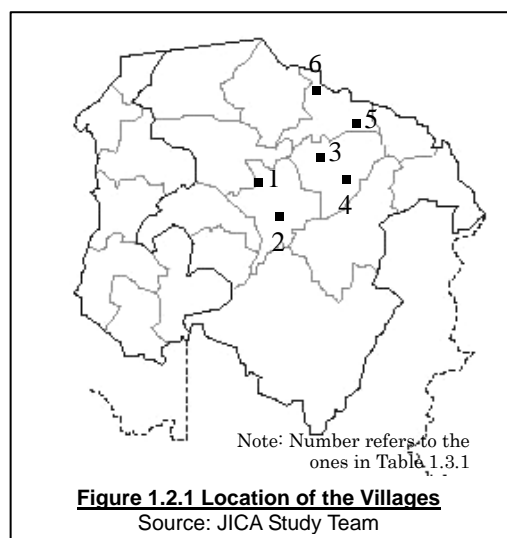 6
5
3
1
4
2
Note: Number refers to the
ones in Table 1.3.1
Figure 1.2.1 Location of the Villages
Source: JICA Study Team